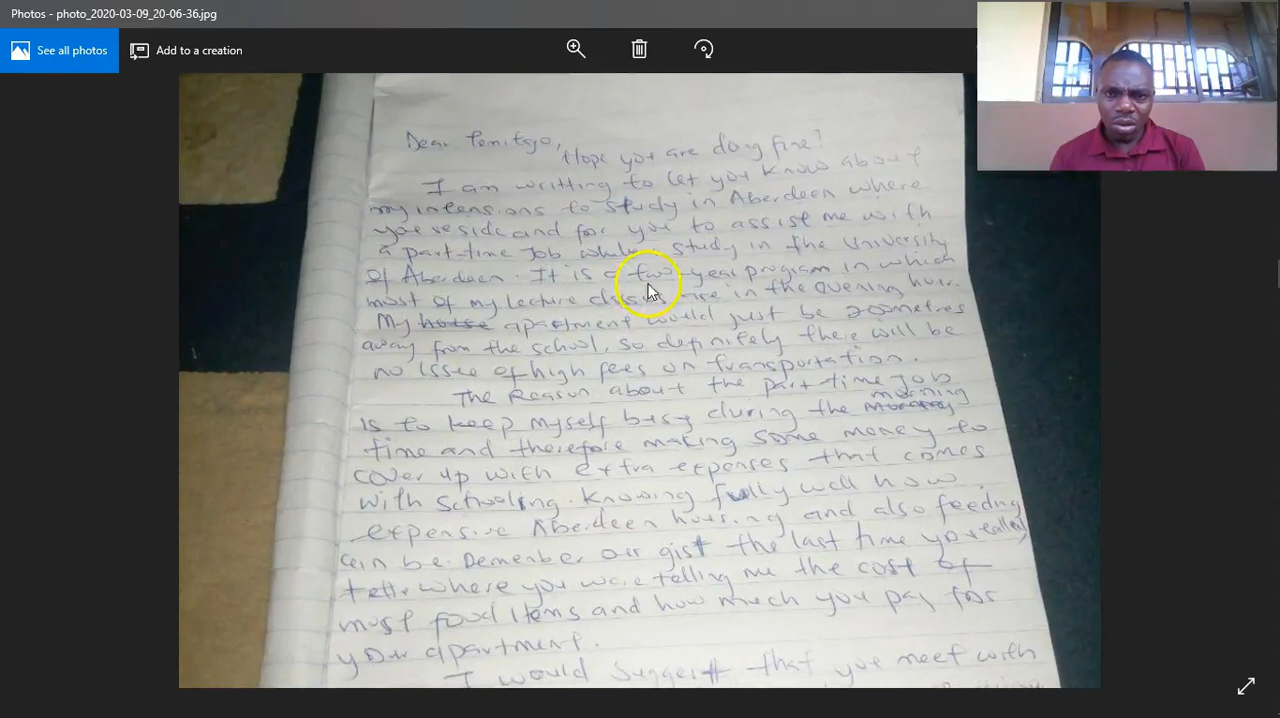 Photos - photo_2020-03-09_20-06-36.jpg
See all photos
Add to a creation
Dear Temitayo,
Hope you are doing fine?
I am writting to let you know about
my intensions to study in Aberdeen where
you reside and for you to assist me with
a part-time Job while study in the University
of Aberdeen. It is a two-year program in which
most of my lecture classes are in the evening hour.
My house apartment would just be 200metres
away from the school, so definitely there will be
no issue of high fees on transportation.
The Reason about the part-time Job
morning
is to keep myself busy during the
time and therefore making some money to
cover up with extra expenses that comes
with schooling. Knowing fully well how
expensive Aberdeen housing and also feeding
can be. Demember our gist the last time you called
where you were telling me the cost of
most food items and how much you pay for
your apartment.
I would suggest that you meet with